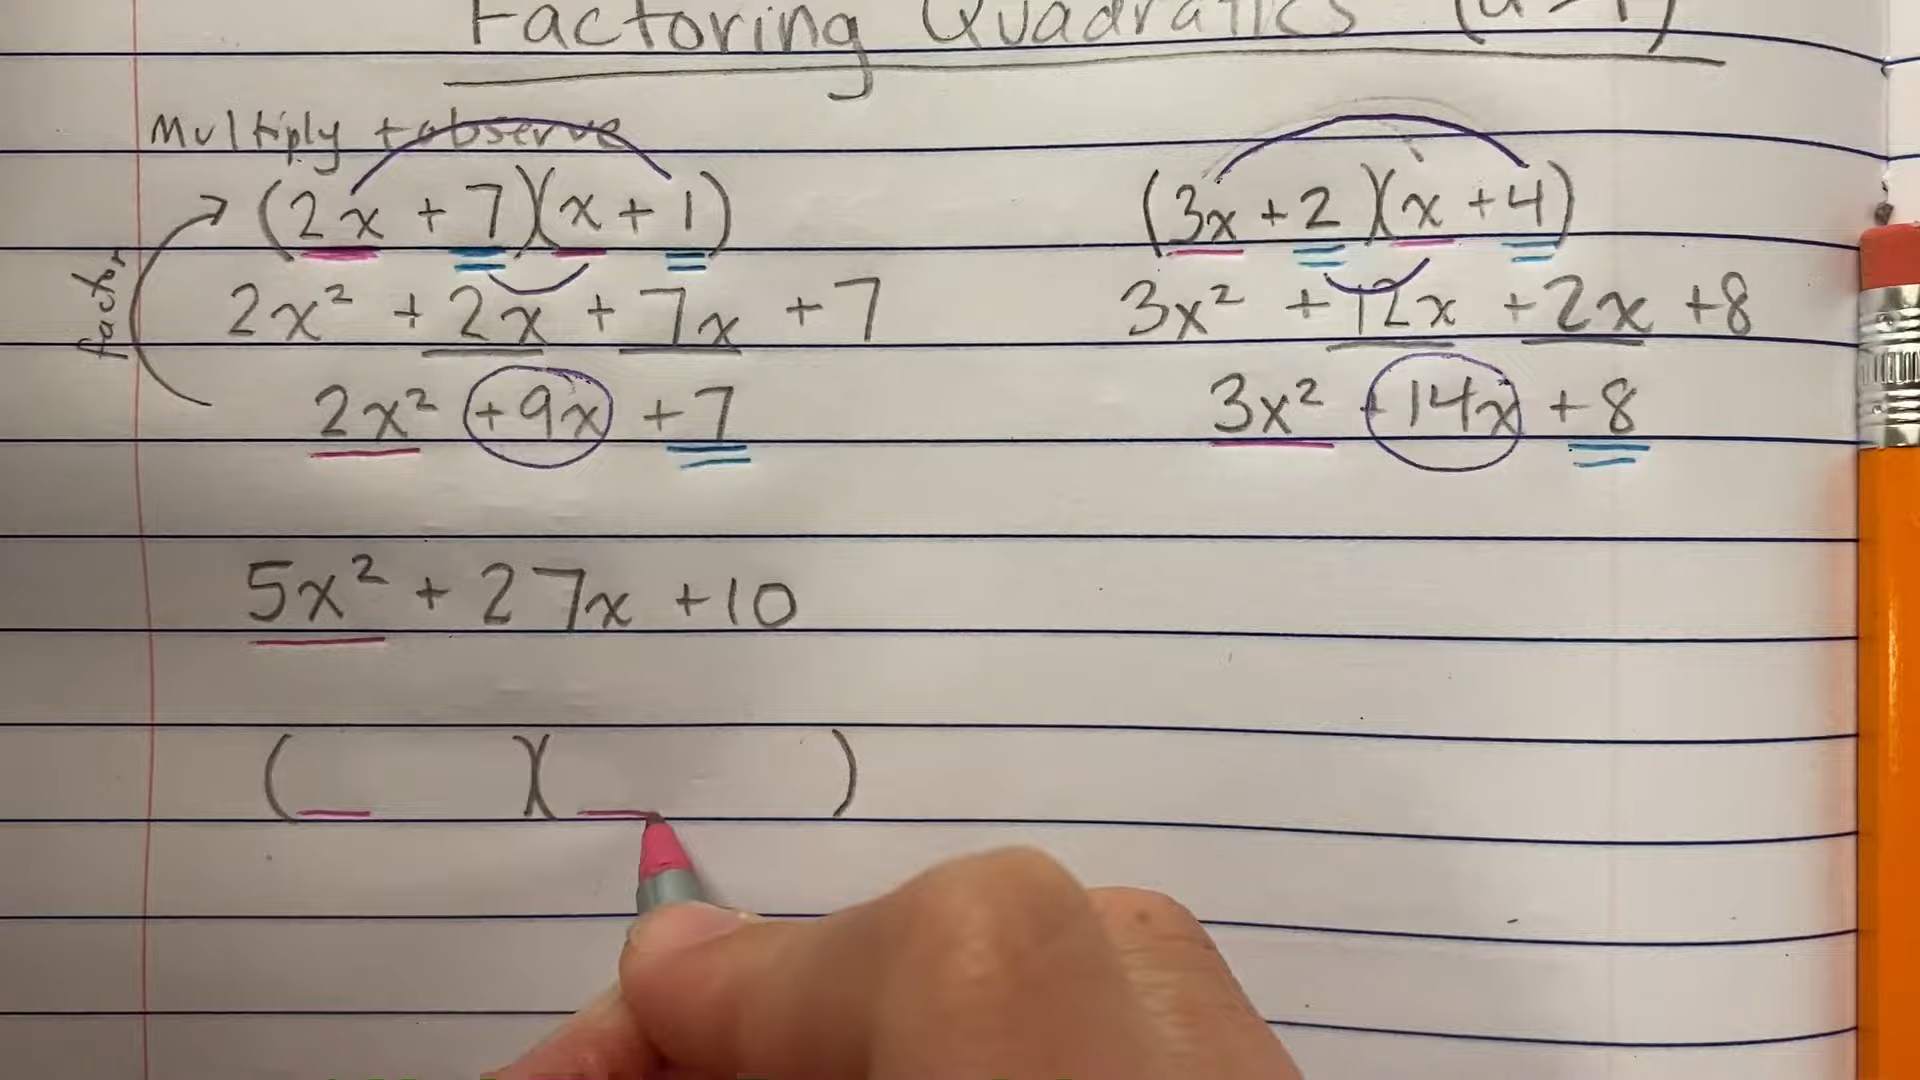 Factoring Quadratics
Multiply + observe
(2x + 7)(x + 1)
2x² + 2x + 7x + 7
2x² + 9x + 7
factor
(3x + 2)(x + 4)
3x² + 12x + 2x + 8
3x² + 14x + 8
5x² + 27x + 10
(  )(  )